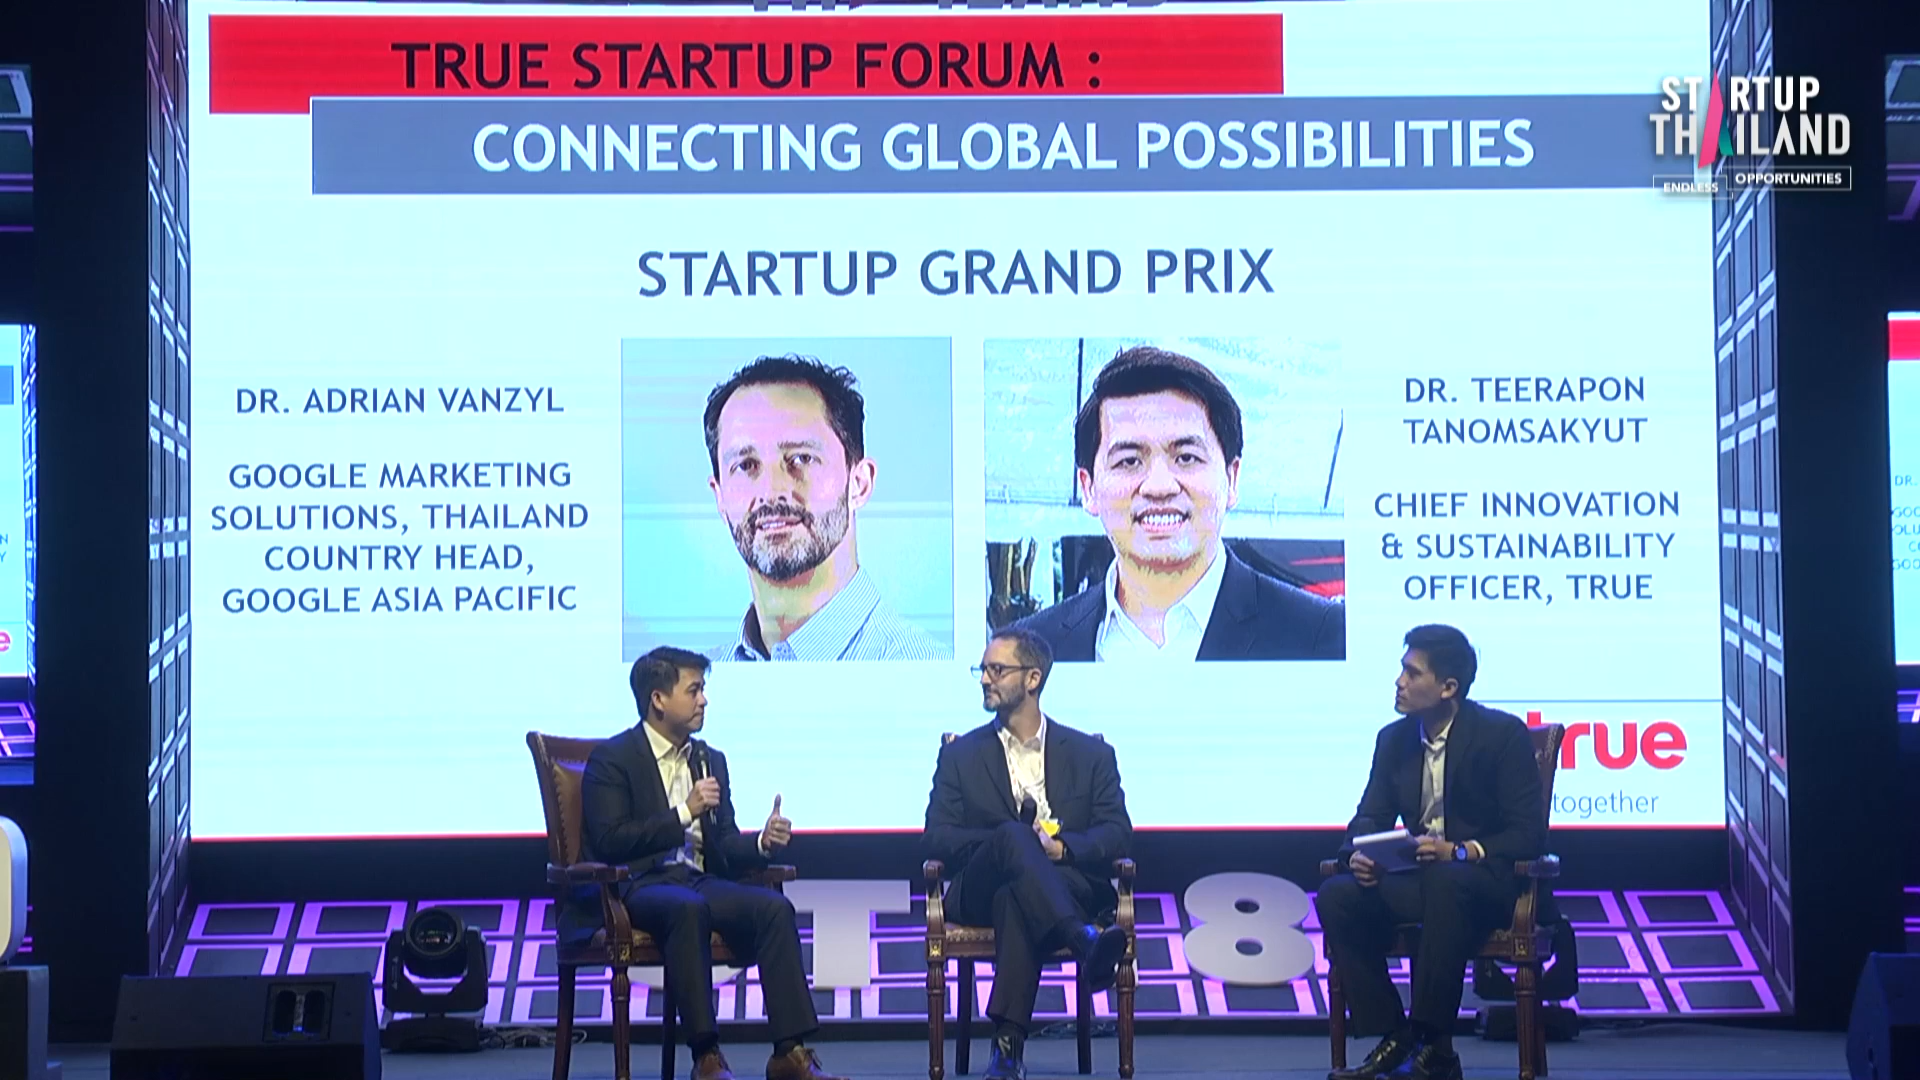 TRUE STARTUP FORUM :
CONNECTING GLOBAL POSSIBILITIES
STARTUP
THAILAND
ENDLESS OPPORTUNITIES
STARTUP GRAND PRIX
DR. ADRIAN VANZYL
GOOGLE MARKETING
SOLUTIONS, THAILAND
COUNTRY HEAD,
GOOGLE ASIA PACIFIC
DR. TEERAPON
TANOMSAKYUT
CHIEF INNOVATION
& SUSTAINABILITY
OFFICER, TRUE
true
together
T 8